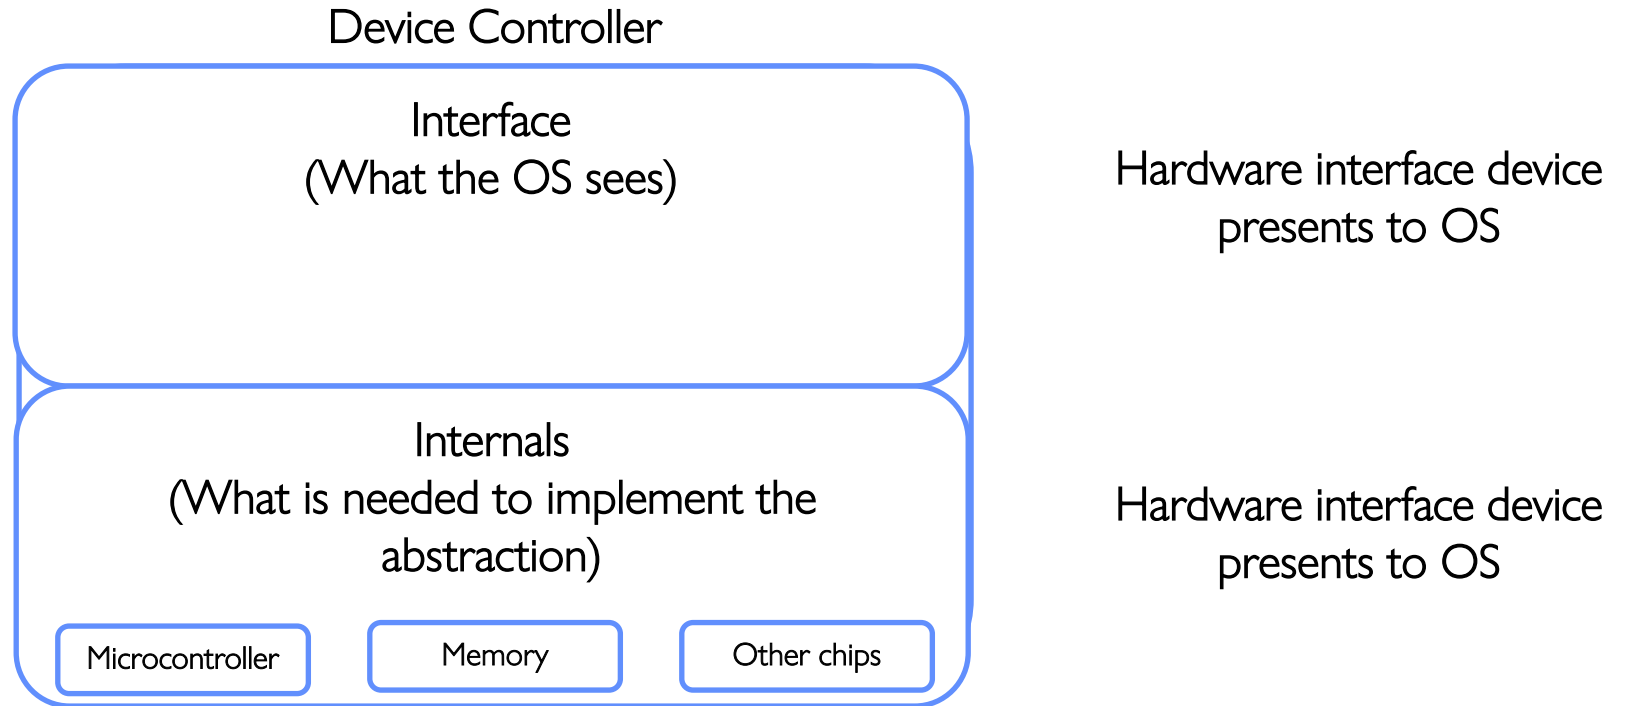 Device Controller
Interface
(What the OS sees)
Hardware interface device
presents to OS
Internals
(What is needed to implement the
abstraction)
Hardware interface device
presents to OS
Microcontroller
Memory
Other chips